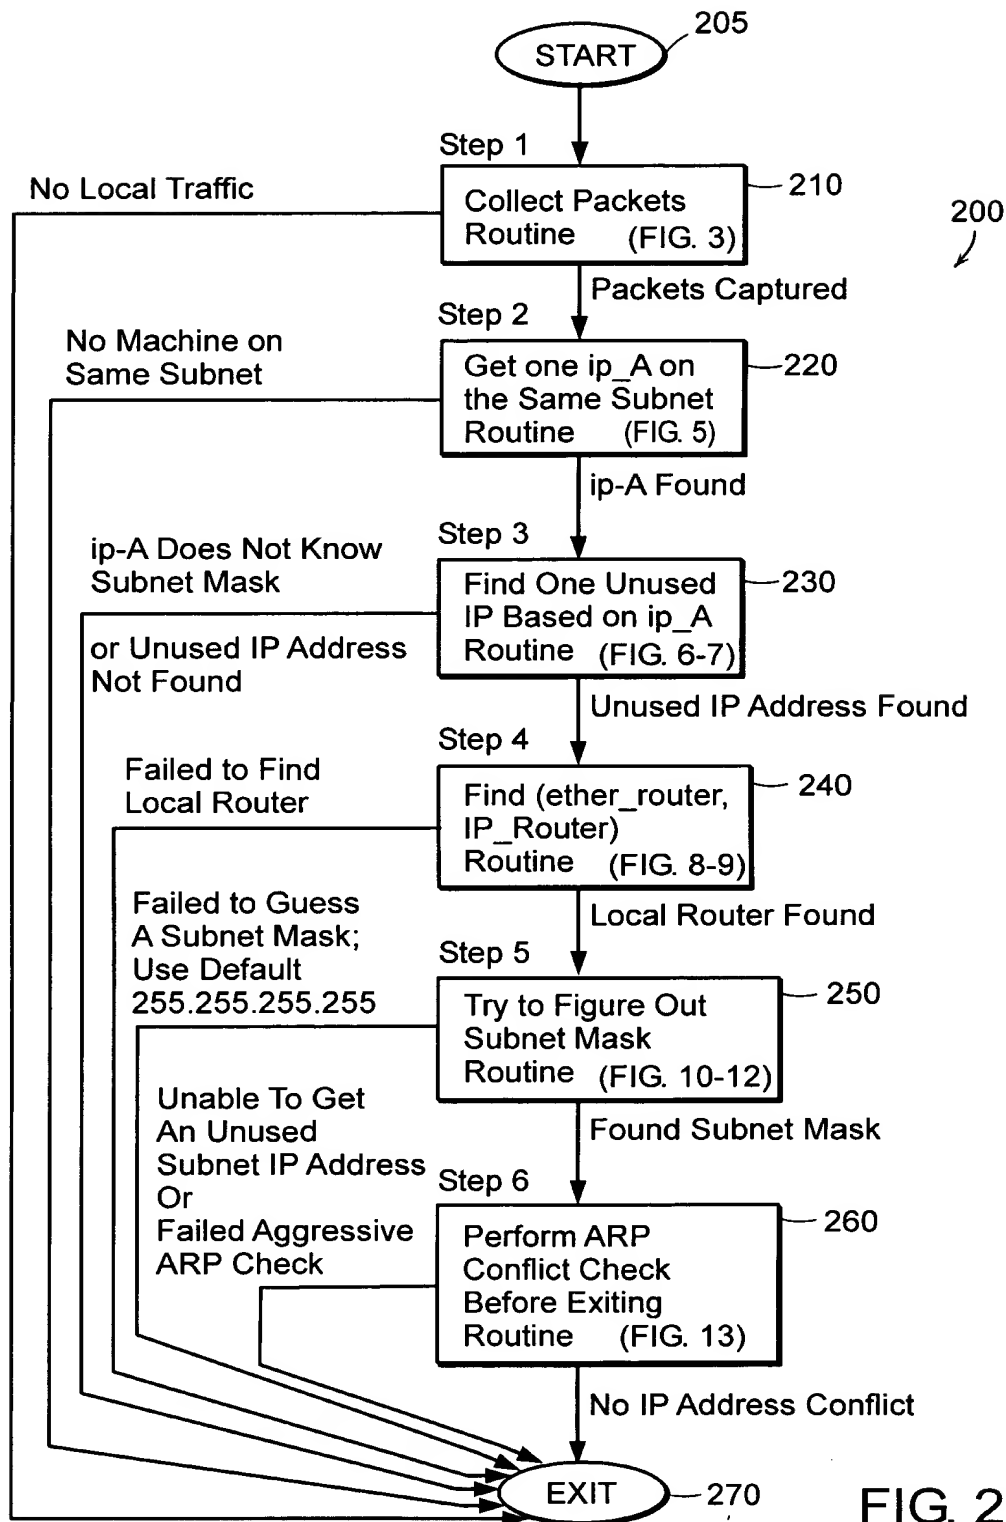 205
START
Step 1
No Local Traffic
210
Collect Packets
Routine (FIG. 3)
200
Packets Captured
Step 2
No Machine on
Same Subnet
220
Get one ip_A on
the Same Subnet
Routine (FIG. 5)
ip-A Found
Step 3
ip-A Does Not Know
Subnet Mask
or Unused IP Address
Not Found
230
Find One Unused
IP Based on ip_A
Routine (FIG. 6-7)
Unused IP Address Found
Step 4
Failed to Find
Local Router
240
Find (ether_router,
IP_Router)
Routine (FIG. 8-9)
Local Router Found
Step 5
Failed to Guess
A Subnet Mask;
Use Default
255.255.255.255
250
Try to Figure Out
Subnet Mask
Routine (FIG. 10-12)
Found Subnet Mask
Step 6
Unable To Get
An Unused
Subnet IP Address
Or
Failed Aggressive
ARP Check
260
Perform ARP
Conflict Check
Before Exiting
Routine (FIG. 13)
No IP Address Conflict
EXIT
270
FIG. 2